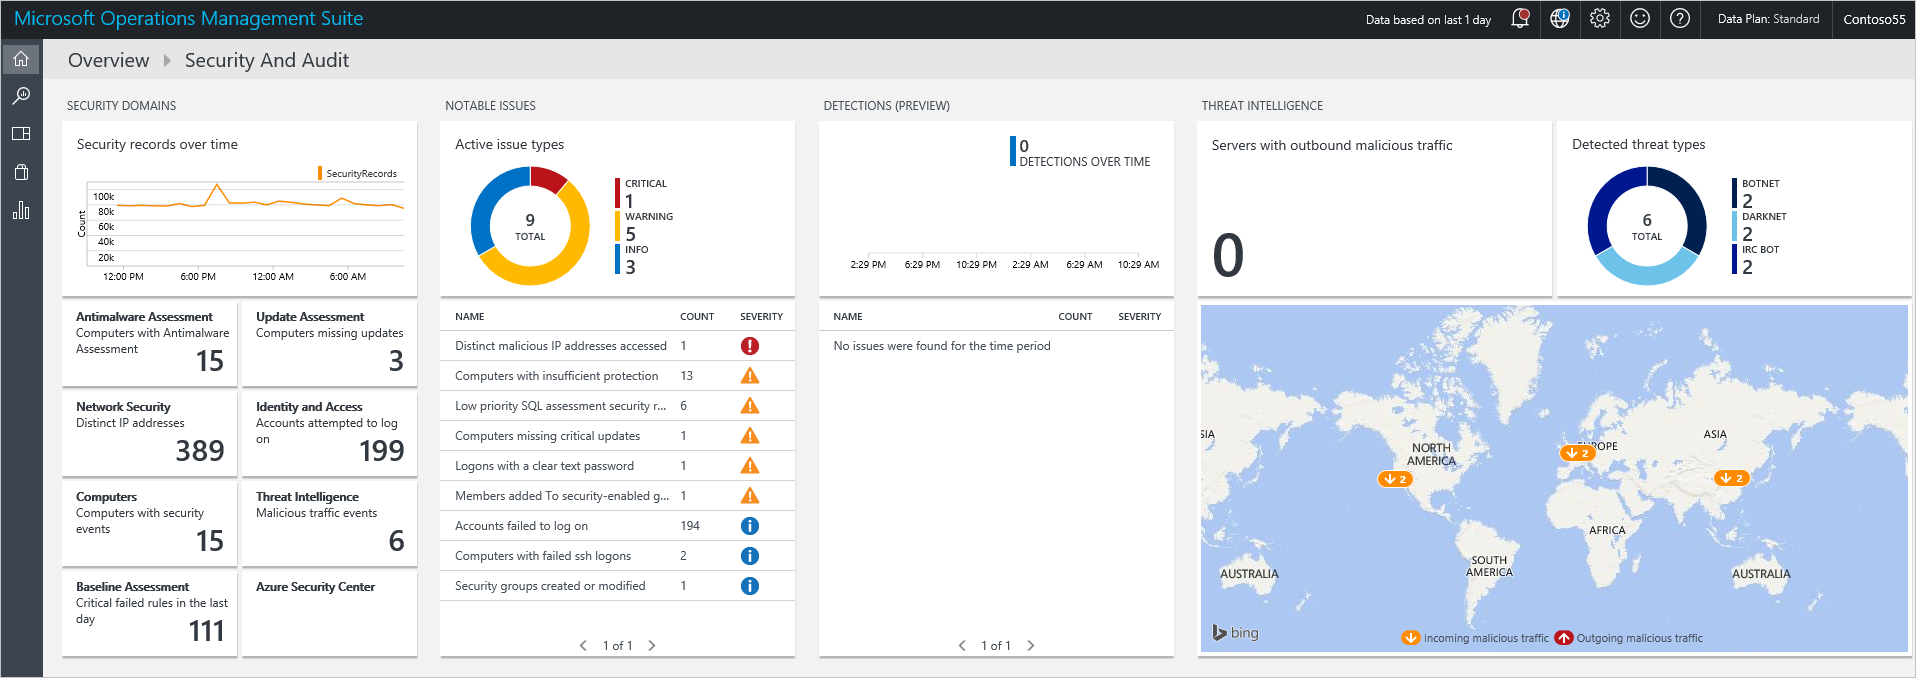 Microsoft Operations Management Suite
Data based on last 1 day
Data Plan: Standard
Contoso55
Overview
Security And Audit
SECURITY DOMAINS
Security records over time
SecurityRecords
Count
100k
80k
60k
40k
20k
12:00 PM
6:00 PM
12:00 AM
6:00 AM
Antimalware Assessment
Computers with Antimalware
Assessment
15
Update Assessment
Computers missing updates
3
Network Security
Distinct IP addresses
389
Identity and Access
Accounts attempted to log
on
199
Computers
Computers with security
events
15
Threat Intelligence
Malicious traffic events
6
Baseline Assessment
Critical failed rules in the last
day
111
Azure Security Center
NOTABLE ISSUES
Active issue types
9
TOTAL
CRITICAL
1
WARNING
5
INFO
3
NAME COUNT SEVERITY
Distinct malicious IP addresses accessed 1
Computers with insufficient protection 13
Low priority SQL assessment security r... 6
Computers missing critical updates 1
Logons with a clear text password 1
Members added To security-enabled g... 1
Accounts failed to log on 194
Computers with failed ssh logons 2
Security groups created or modified 1
1 of 1
DETECTIONS (PREVIEW)
0
DETECTIONS OVER TIME
2:29 PM
6:29 PM
10:29 PM
2:29 AM
6:29 AM
10:29 AM
NAME COUNT SEVERITY
No issues were found for the time period
1 of 1
THREAT INTELLIGENCE
Servers with outbound malicious traffic
0
Detected threat types
6
TOTAL
BOTNET
2
DARKNET
2
IRC BOT
2
SIA
NORTH
AMERICA
2
2
ROPE
ASIA
2
AFRICA
SOUTH
AMERICA
AUSTRALIA
AUSTRALIA
bing
Incoming malicious traffic
Outgoing malicious traffic